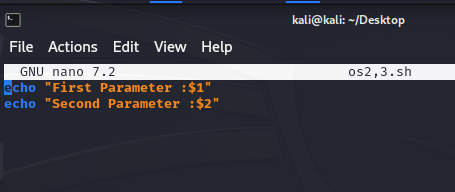 kali@kali: ~/Desktop
File Actions Edit View Help
GNU nano 7.2 os2,3.sh
echo "First Parameter :$1"
echo "Second Parameter :$2"